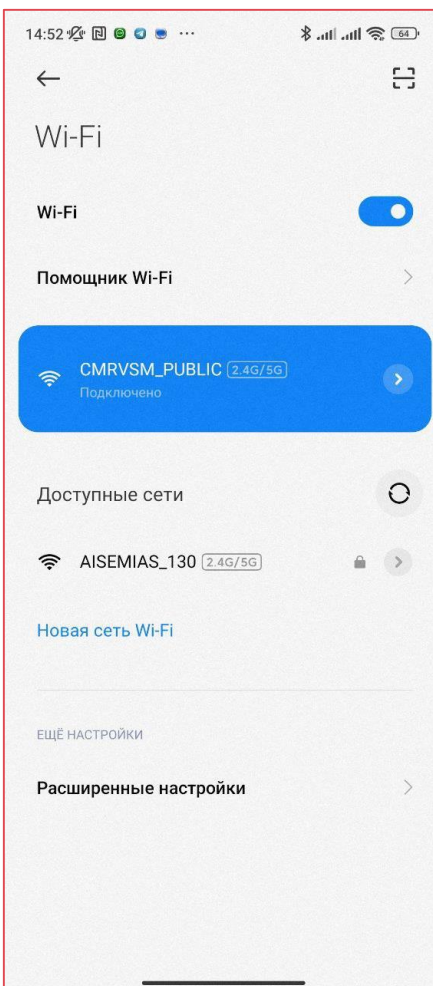 14:52 ... 64
Wi-Fi
Wi-Fi
Помощник Wi-Fi
CMRVSM_PUBLIC 2.4G/5G
Подключено
Доступные сети
AISEMIAS_130 2.4G/5G
Новая сеть Wi-Fi
ЕЩЁ НАСТРОЙКИ
Расширенные настройки